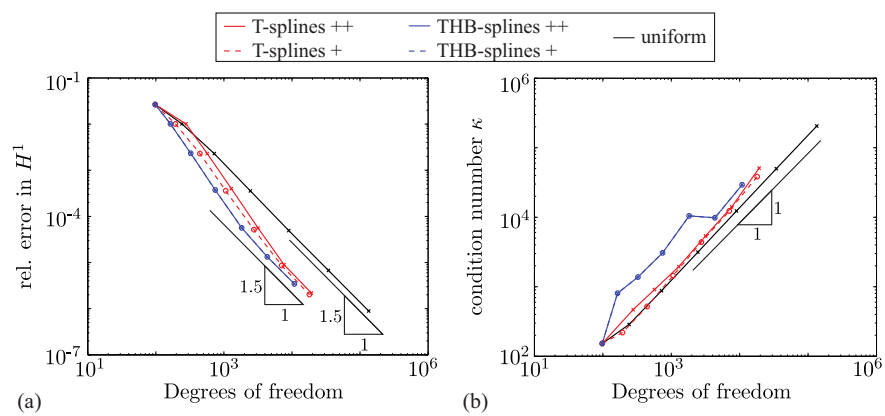 T-splines ++ THB-splines ++ uniform
T-splines + THB-splines +
10^-1
10^-4
10^-7
rel. error in H^1
1.5
1
1.5
1
10^1 10^3 10^6
Degrees of freedom
(a)
10^6
10^4
10^2
condition nunmber κ
1
1
10^1 10^3 10^6
Degrees of freedom
(b)